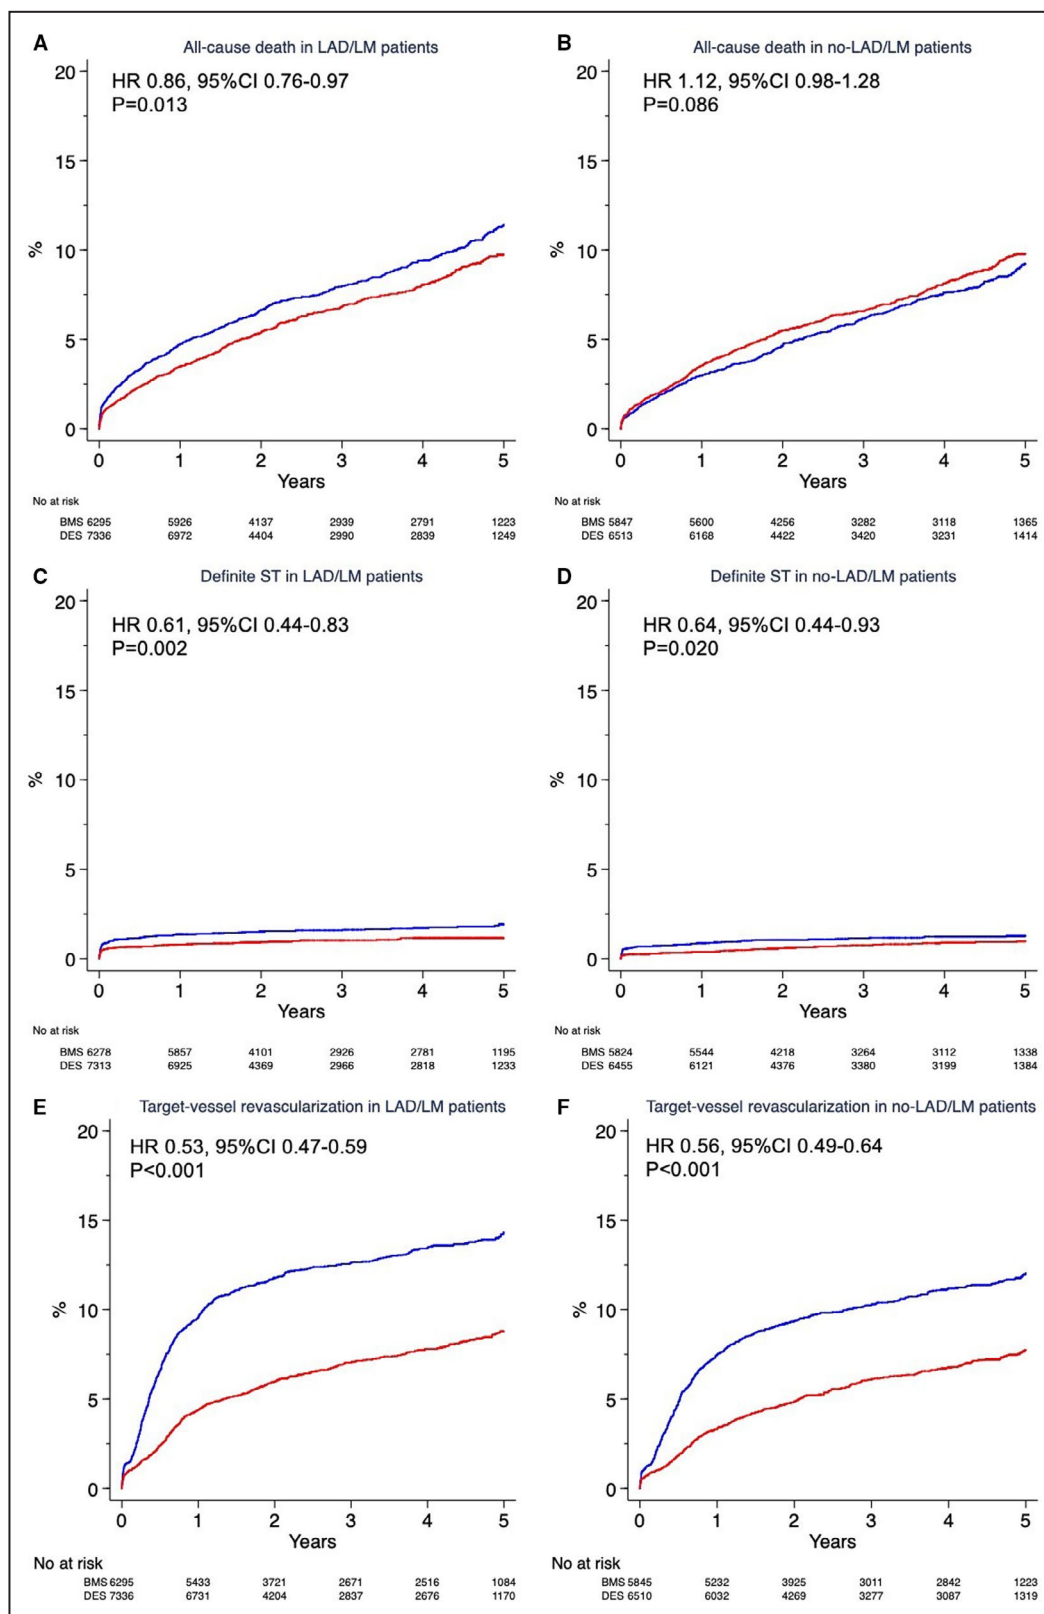 A
All-cause death in LAD/LM patients
HR 0.86, 95%CI 0.76-0.97
P=0.013
20
15
10
5
0
%
0 1 2 3 4 5
Years
No at risk
BMS 6295 5926 4137 2939 2791 1223
DES 7336 6972 4404 2990 2839 1249
B
All-cause death in no-LAD/LM patients
HR 1.12, 95%CI 0.98-1.28
P=0.086
20
15
10
5
0
%
0 1 2 3 4 5
Years
No at risk
BMS 5847 5600 4256 3282 3118 1365
DES 6513 6168 4422 3420 3231 1414
C
Definite ST in LAD/LM patients
HR 0.61, 95%CI 0.44-0.83
P=0.002
20
15
10
5
0
%
0 1 2 3 4 5
Years
No at risk
BMS 6278 5857 4101 2926 2781 1195
DES 7313 6925 4369 2966 2818 1233
D
Definite ST in no-LAD/LM patients
HR 0.64, 95%CI 0.44-0.93
P=0.020
20
15
10
5
0
%
0 1 2 3 4 5
Years
No at risk
BMS 5824 5544 4218 3264 3112 1338
DES 6455 6121 4376 3380 3199 1384
E
Target-vessel revascularization in LAD/LM patients
HR 0.53, 95%CI 0.47-0.59
P<0.001
20
15
10
5
0
%
0 1 2 3 4 5
Years
No at risk
BMS 6295 5433 3721 2671 2516 1084
DES 7336 6731 4204 2837 2676 1170
F
Target-vessel revascularization in no-LAD/LM patients
HR 0.56, 95%CI 0.49-0.64
P<0.001
20
15
10
5
0
%
0 1 2 3 4 5
Years
No at risk
BMS 5845 5232 3925 3011 2842 1223
DES 6510 6032 4269 3277 3087 1319